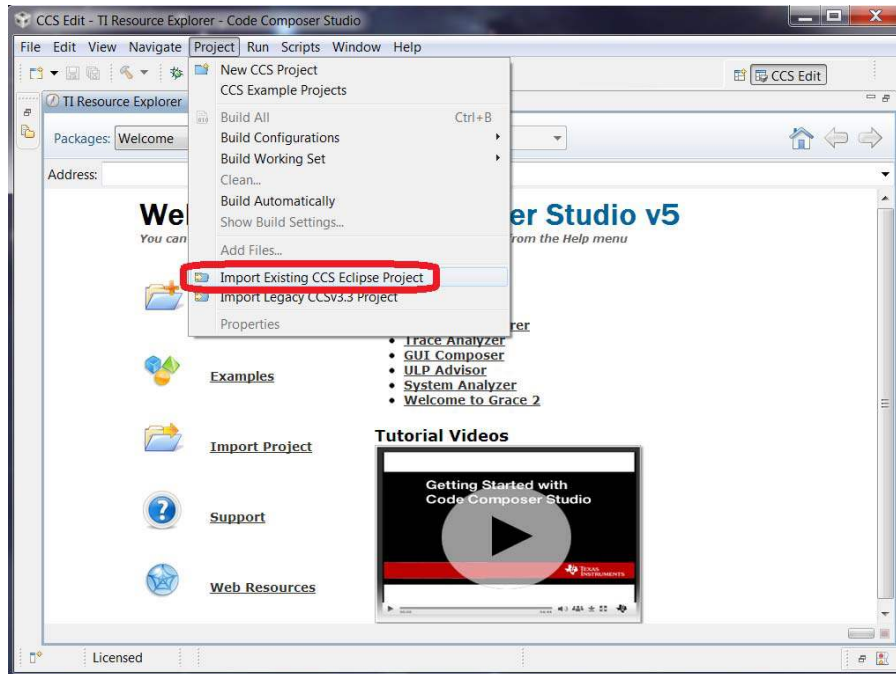 CCS Edit - TI Resource Explorer - Code Composer Studio
File Edit View Navigate Project Run Scripts Window Help
New CCS Project
CCS Example Projects
Build All Ctrl+B
Build Configurations
Build Working Set
Clean...
Build Automatically
Show Build Settings...
Add Files...
Import Existing CCS Eclipse Project
Import Legacy CCSv3.3 Project
Properties
CCS Edit
TI Resource Explorer
Packages: Welcome
Address:
Wel er Studio v5
You can rom the Help menu
rer
Trace Analyzer
GUI Composer
ULP Advisor
System Analyzer
Welcome to Grace 2
Examples
Import Project
Support
Web Resources
Tutorial Videos
Getting Started with
Code Composer Studio
TEXAS
INSTRUMENTS
Licensed